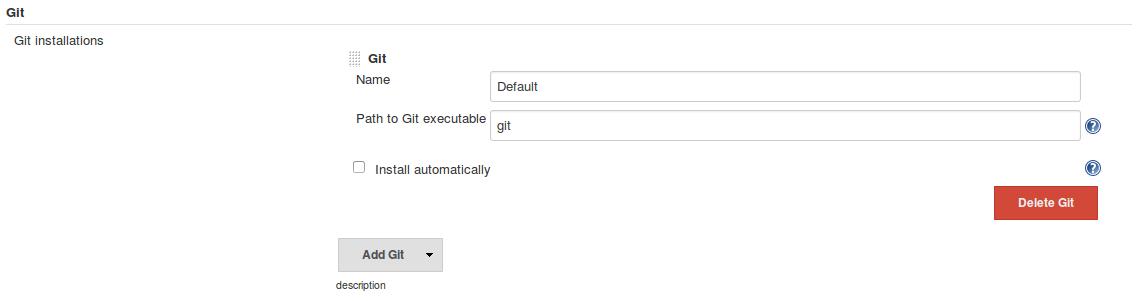 Git
Git installations
Git
Name
Default
Path to Git executable
git
Install automatically
Delete Git
Add Git
description